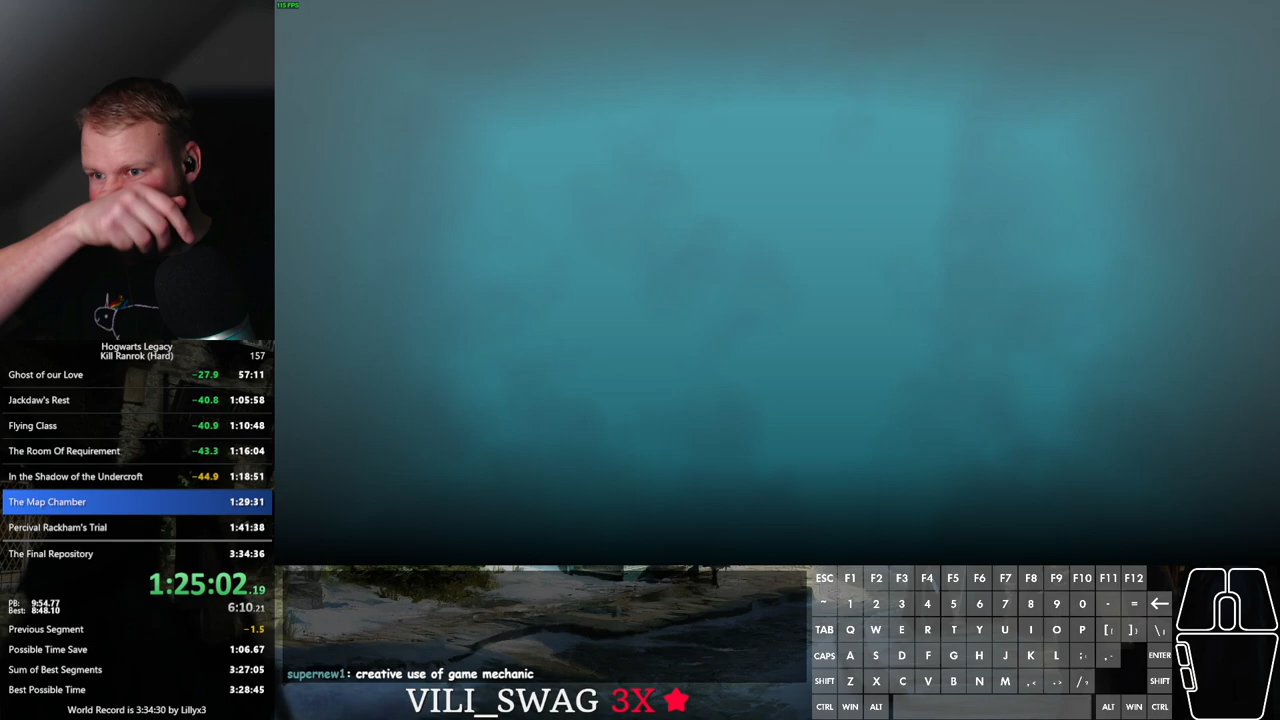 115 FPS
Hogwarts Legacy
Kill Ranrok (Hard) 157
Ghost of our Love -27.9 57:11
Jackdaw's Rest -40.8 1:05:58
Flying Class -40.9 1:10:48
The Room Of Requirement -43.3 1:16:04
In the Shadow of the Undercroft -44.9 1:18:51
The Map Chamber 1:29:31
Percival Rackham's Trial 1:41:38
The Final Repository 3:34:36
1:25:02.19
PB: 9:54.77
Best: 8:48.10
6:10.21
Previous Segment -1.5
Possible Time Save 1:06.67
Sum of Best Segments 3:27:05
Best Possible Time 3:28:45
World Record is 3:34:30 by Lillyx3
supernew1: creative use of game mechanic
VILI_SWAG 3X
ESC F1 F2 F3 F4 F5 F6 F7 F8 F9 F10 F11 F12
~ 1 2 3 4 5 6 7 8 9 0 - =
TAB Q W E R T Y U I O P [{ ]} \|
CAPS A S D F G H J K L ;: ENTER
SHIFT Z X C V B N M ,< .> /? SHIFT
CTRL WIN ALT ALT WIN CTRL